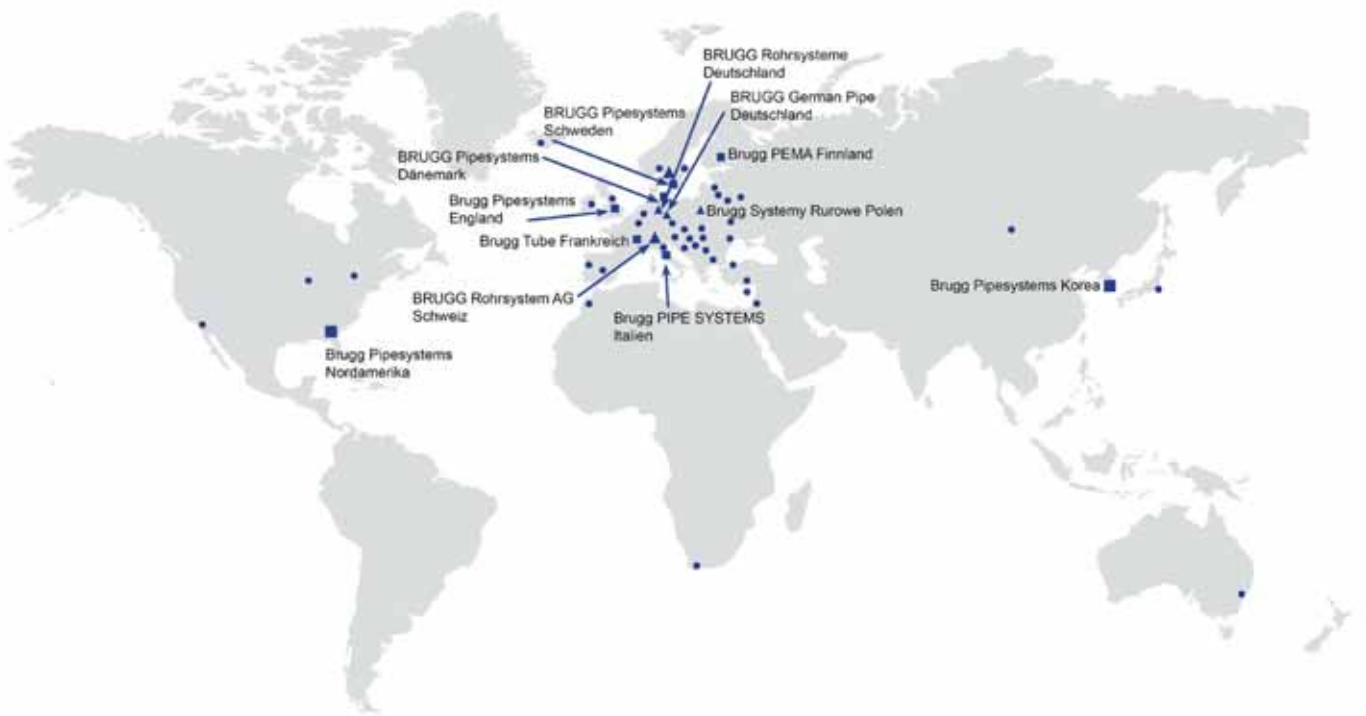 BRUGG Rohrsysteme
Deutschland
BRUGG German Pipe
Deutschland
BRUGG Pipesystems
Schweden
BRUGG Pipesystems
Dänemark
Brugg PEMA Finnland
Brugg Pipesystems
England
Brugg Systemy Rurowe Polen
Brugg Tube Frankreich
Brugg Pipesystems Korea
BRUGG Rohrsystem AG
Schweiz
Brugg PIPE SYSTEMS
Italien
Brugg Pipesystems
Nordamerika